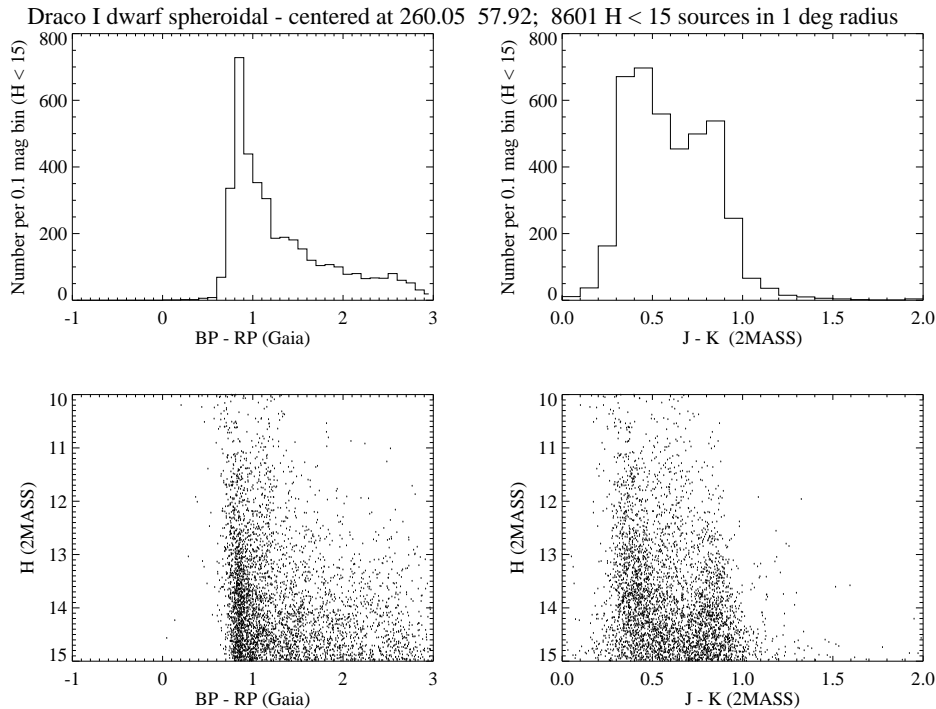 Draco I dwarf spheroidal - centered at 260.05 57.92; 8601 H < 15 sources in 1 deg radius
Number per 0.1 mag bin (H < 15)
800
600
400
200
0
-1 0 1 2 3
BP - RP (Gaia)
Number per 0.1 mag bin (H < 15)
800
600
400
200
0
0.0 0.5 1.0 1.5 2.0
J - K (2MASS)
H (2MASS)
10
11
12
13
14
15
-1 0 1 2 3
BP - RP (Gaia)
H (2MASS)
10
11
12
13
14
15
0.0 0.5 1.0 1.5 2.0
J - K (2MASS)